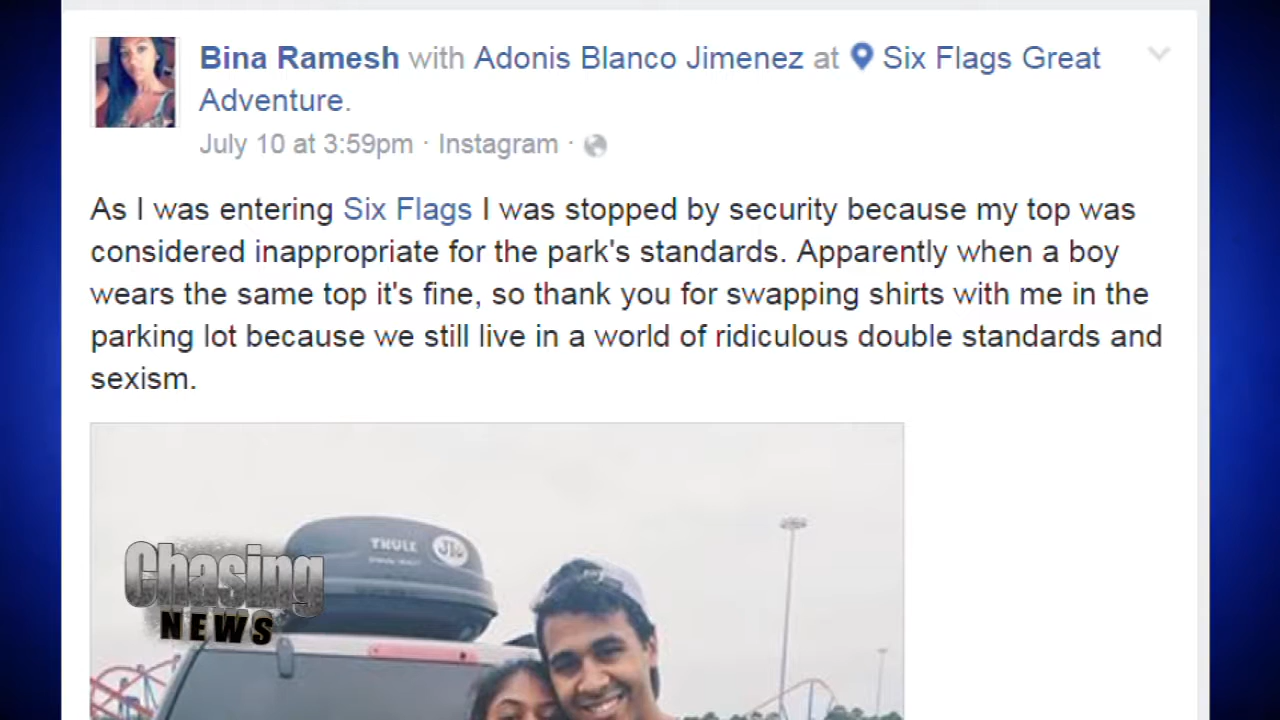 Bina Ramesh with Adonis Blanco Jimenez at Six Flags Great
Adventure.
July 10 at 3:59pm · Instagram ·
As I was entering Six Flags I was stopped by security because my top was
considered inappropriate for the park's standards. Apparently when a boy
wears the same top it's fine, so thank you for swapping shirts with me in the
parking lot because we still live in a world of ridiculous double standards and
sexism.
THULE
Chasing
NEWS